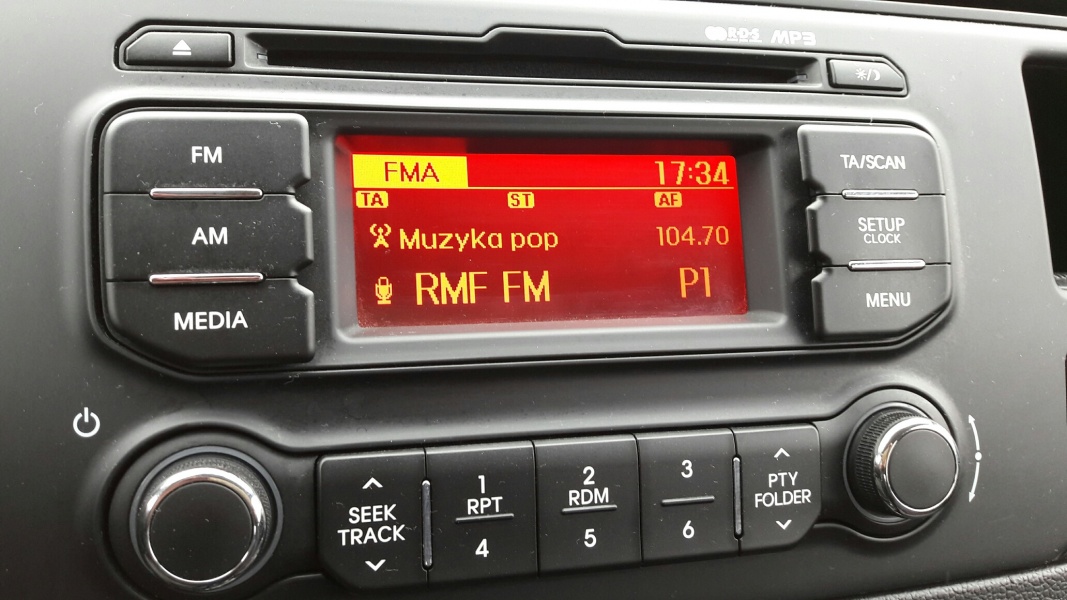 R·D·S MP3
FM
AM
MEDIA
FMA 17:34
TA ST AF
Muzyka pop 104.70
RMF FM P1
TA/SCAN
SETUP
CLOCK
MENU
SEEK
TRACK
1
RPT
4
2
RDM
5
3
6
PTY
FOLDER